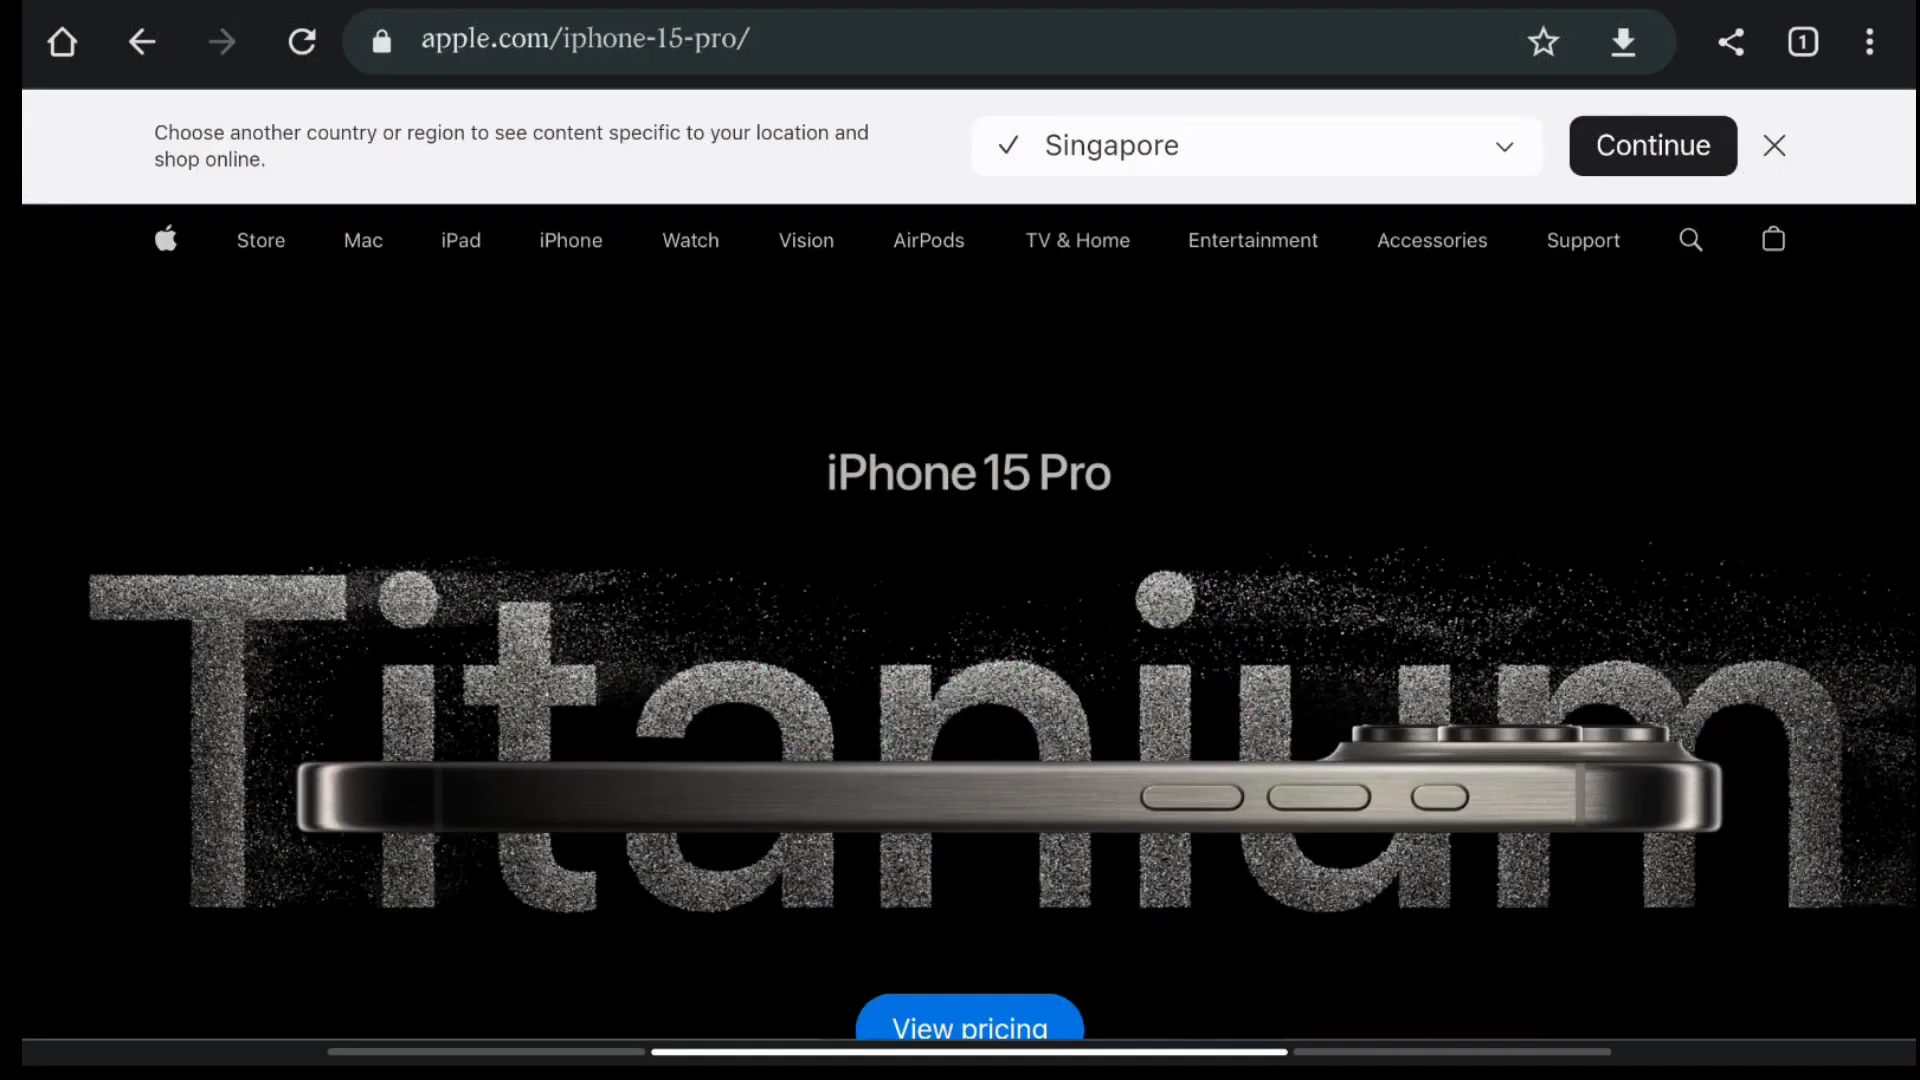 apple.com/iphone-15-pro/
1
Choose another country or region to see content specific to your location and
shop online.
Singapore
Continue
Store Mac iPad iPhone Watch Vision AirPods TV & Home Entertainment Accessories Support
iPhone 15 Pro
Titanium
View pricing